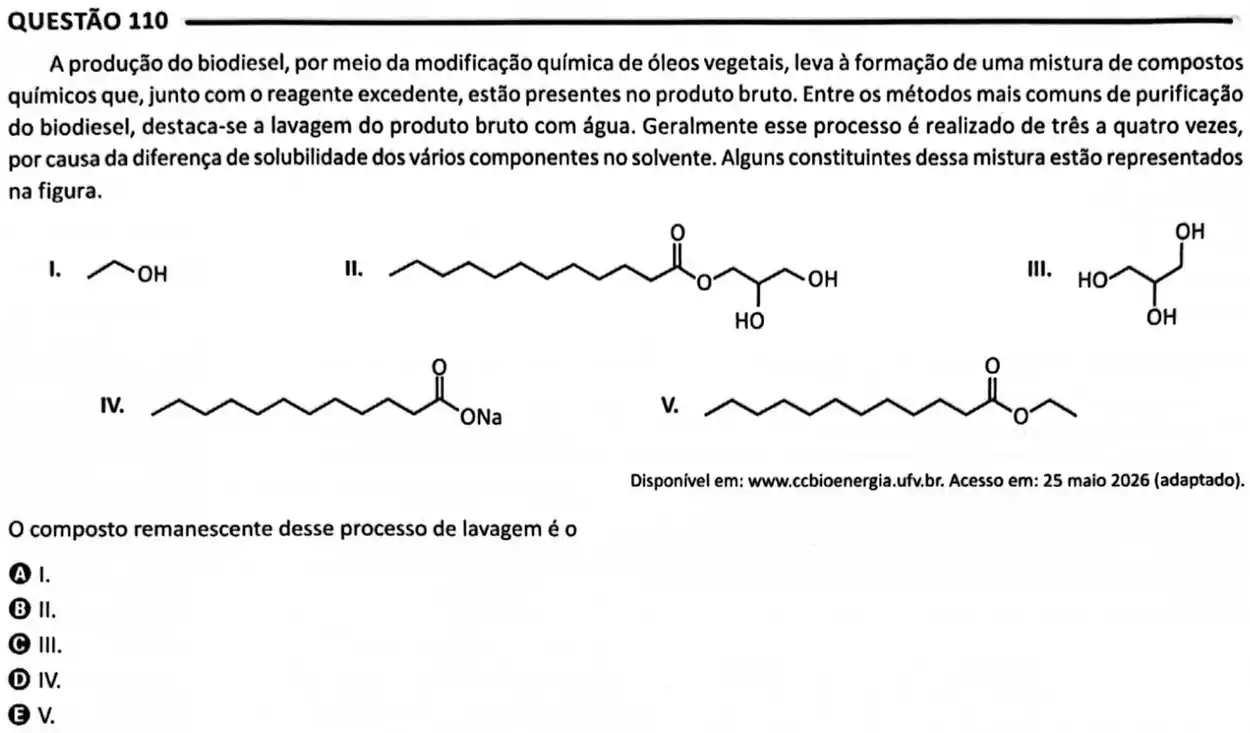 QUESTÃO 110
A produção do biodiesel, por meio da modificação química de óleos vegetais, leva à formação de uma mistura de compostos
químicos que, junto com o reagente excedente, estão presentes no produto bruto. Entre os métodos mais comuns de purificação
do biodiesel, destaca-se a lavagem do produto bruto com água. Geralmente esse processo é realizado de três a quatro vezes,
por causa da diferença de solubilidade dos vários componentes no solvente. Alguns constituintes dessa mistura estão representados
na figura.
I. OH
II. O O OH HO
III. OH HO OH
IV. O ONa
V. O O
Disponível em: www.ccbioenergia.ufv.br. Acesso em: 25 maio 2026 (adaptado).
O composto remanescente desse processo de lavagem é o
A I.
B II.
C III.
D IV.
E V.